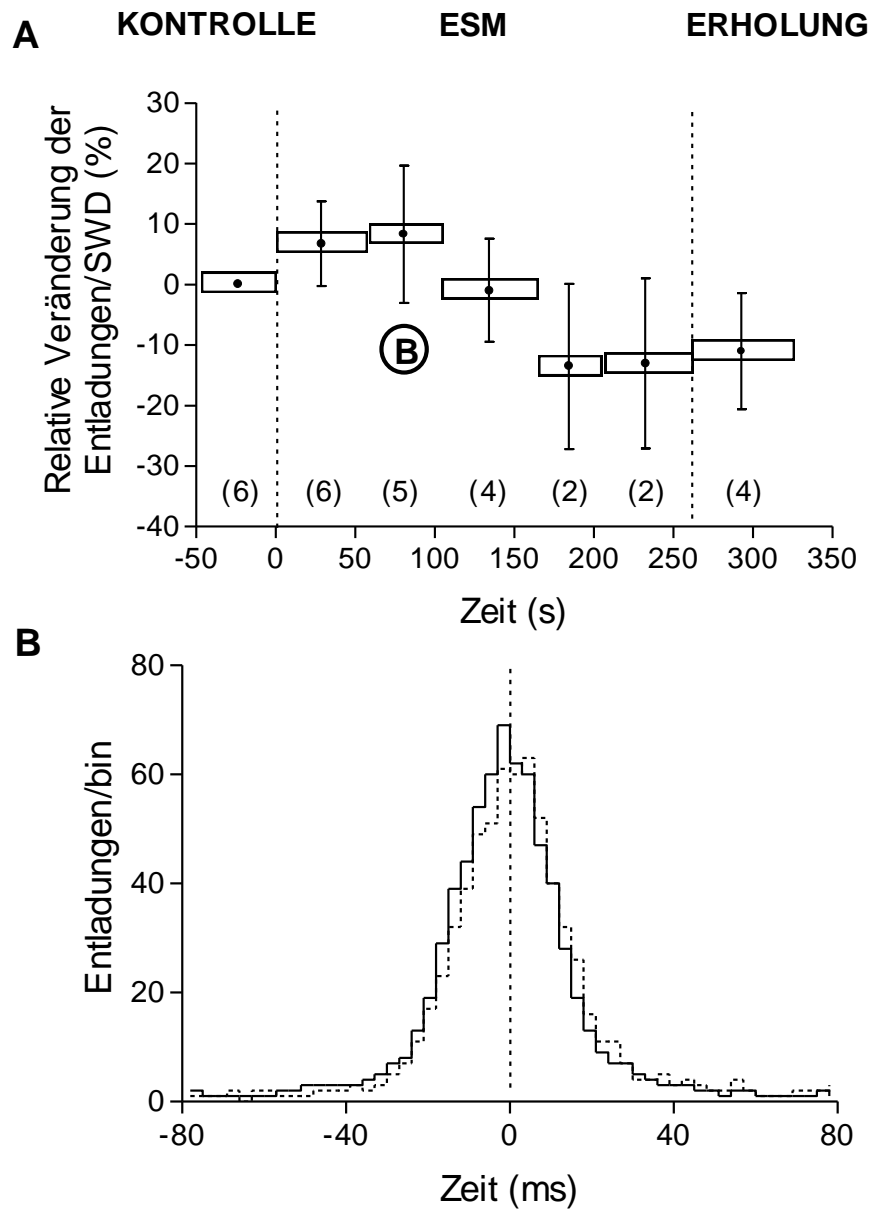 A
KONTROLLE ESM ERHOLUNG
Relative Veränderung der
Entladungen/SWD (%)
30
20
10
0
-10
-20
-30
-40
B
(6) (6) (5) (4) (2) (2) (4)
-50 0 50 100 150 200 250 300 350
Zeit (s)
B
Entladungen/bin
80
60
40
20
0
-80 -40 0 40 80
Zeit (ms)